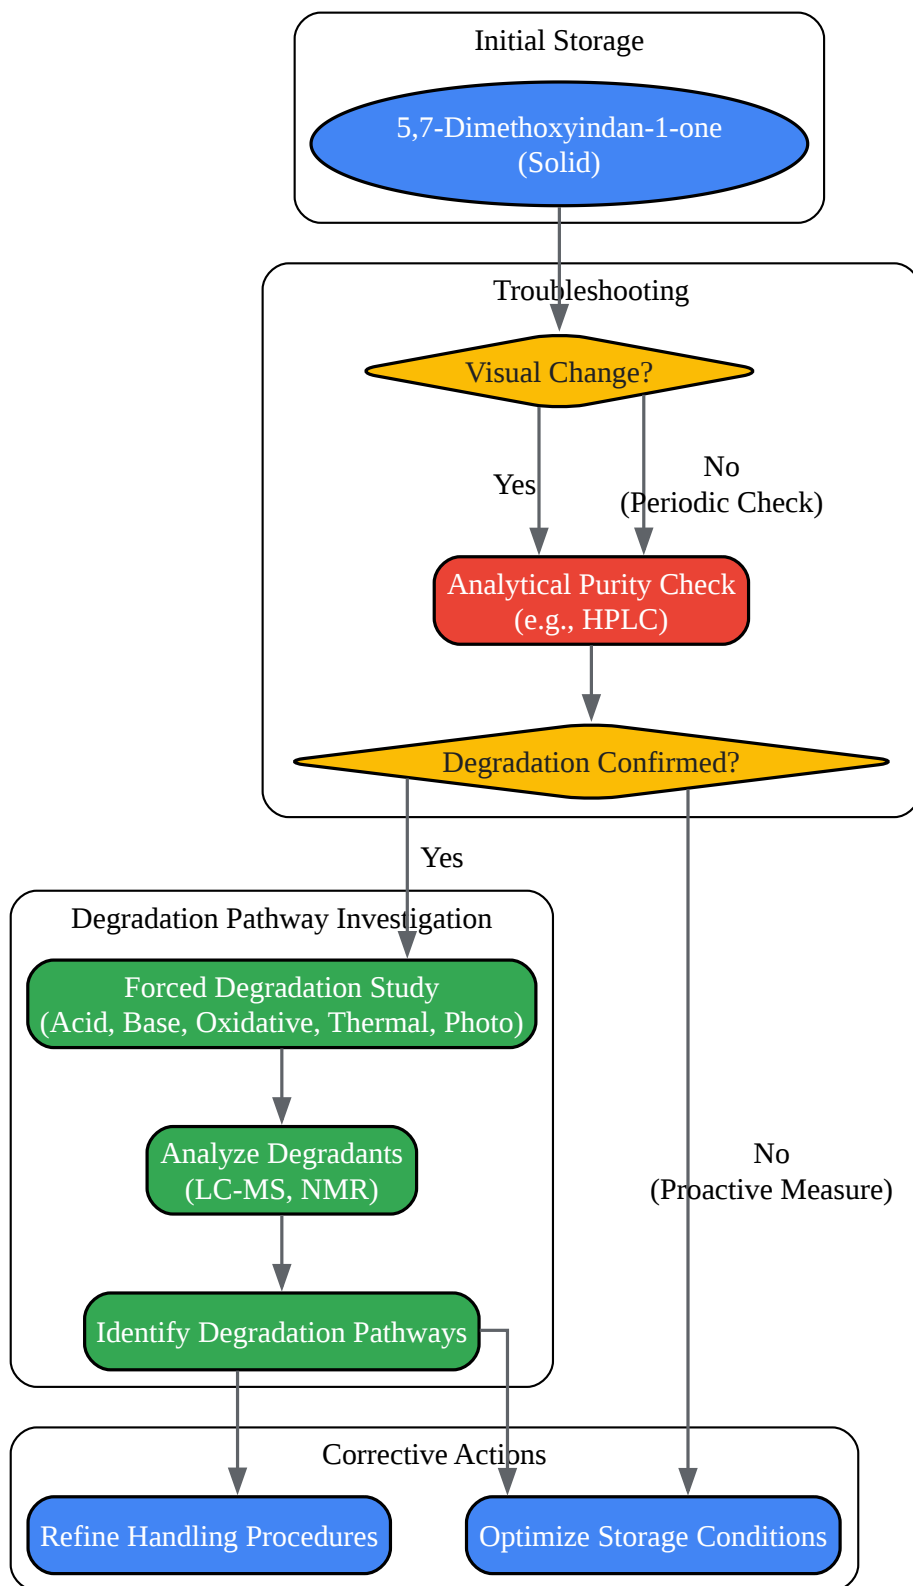 Initial Storage
5,7-Dimethoxyindan-1-one
(Solid)
Troubleshooting
Visual Change?
Yes
No
(Periodic Check)
Analytical Purity Check
(e.g., HPLC)
Degradation Confirmed?
Yes
Degradation Pathway Investigation
Forced Degradation Study
(Acid, Base, Oxidative, Thermal, Photo)
Analyze Degradants
(LC-MS, NMR)
No
(Proactive Measure)
Identify Degradation Pathways
Corrective Actions
Refine Handling Procedures
Optimize Storage Conditions